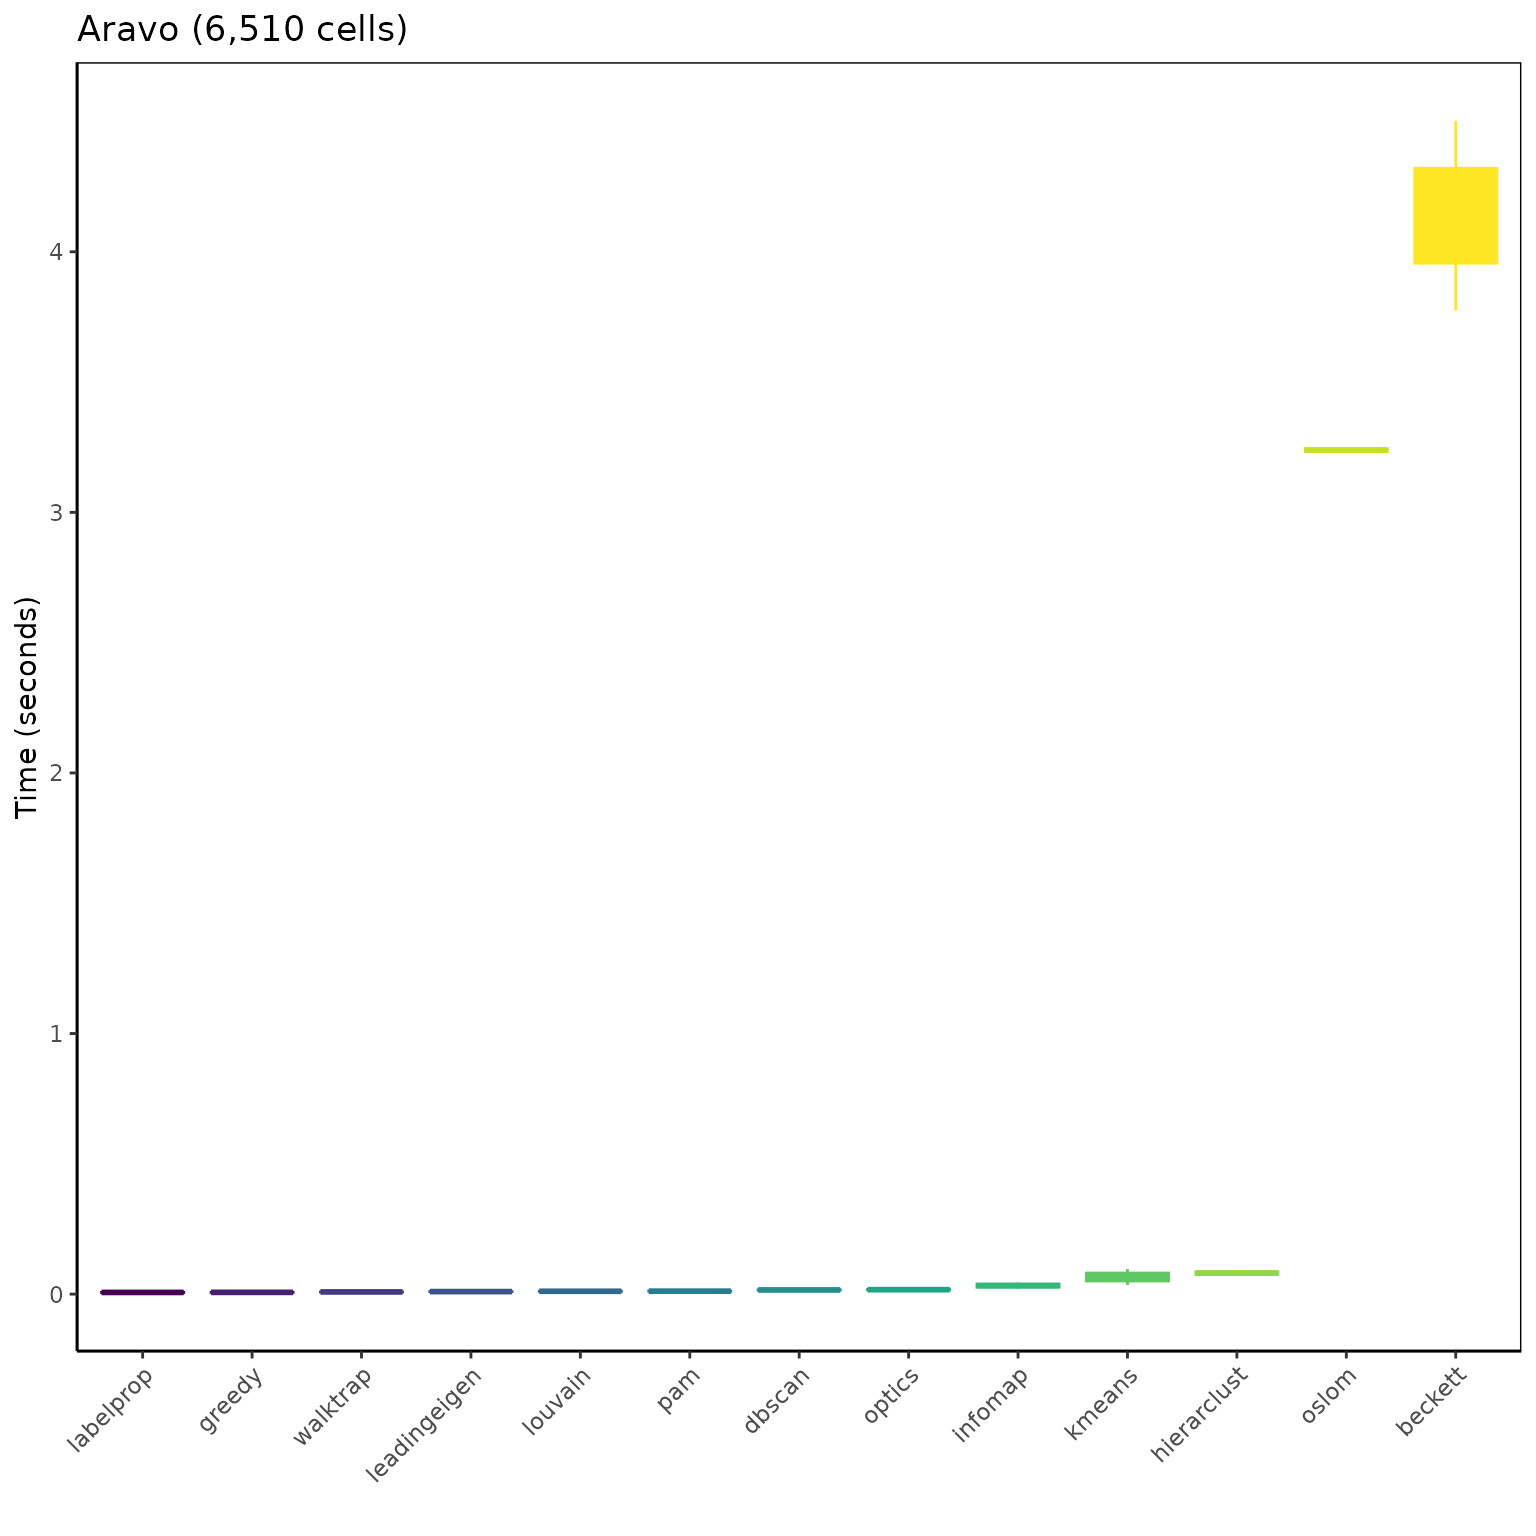 Aravo (6,510 cells)
Time (seconds)
4
3
2
1
0
labelprop
greedy
walktrap
leadingeigen
louvain
pam
dbscan
optics
infomap
kmeans
hierarclust
oslom
beckett